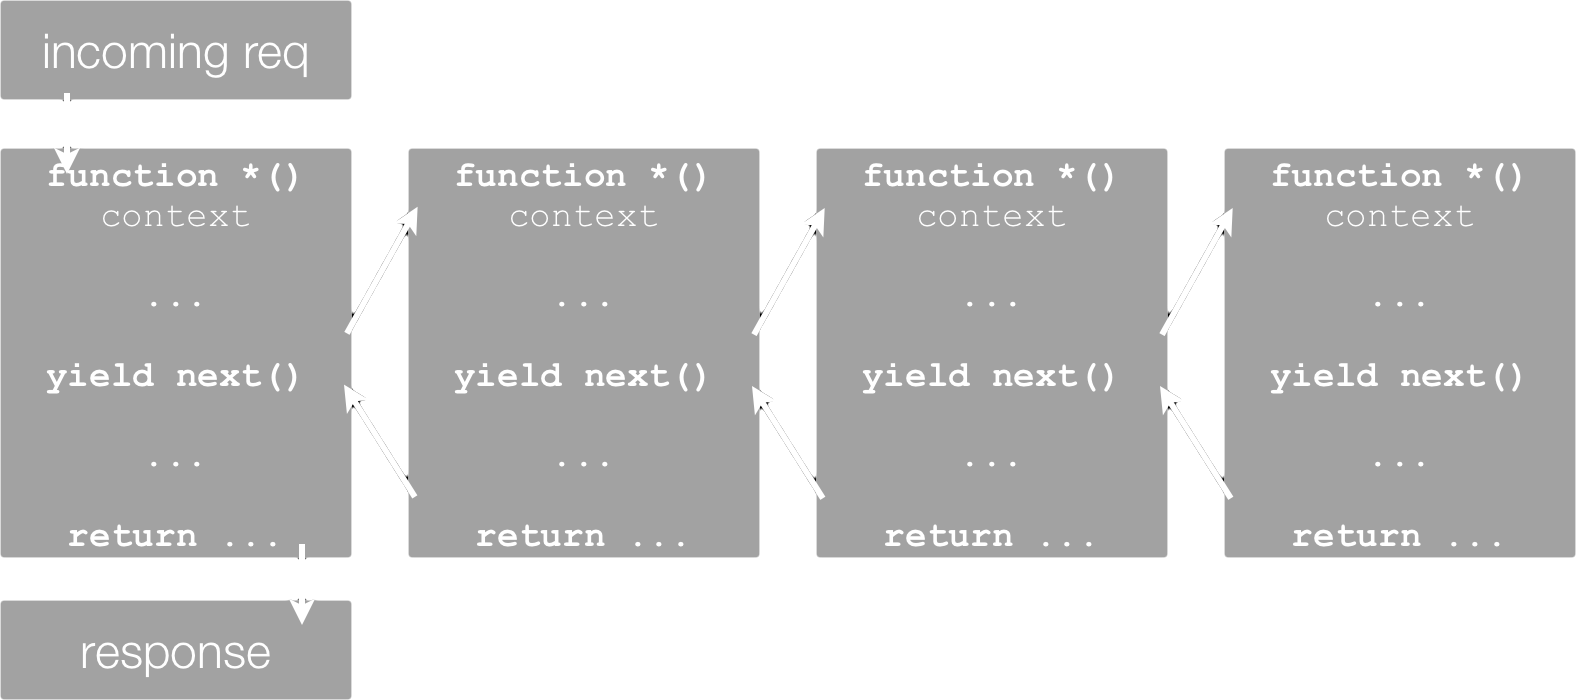 incoming req
function *()
context
...
yield next()
...
return ...
function *()
context
...
yield next()
...
return ...
function *()
context
...
yield next()
...
return ...
function *()
context
...
yield next()
...
return ...
response